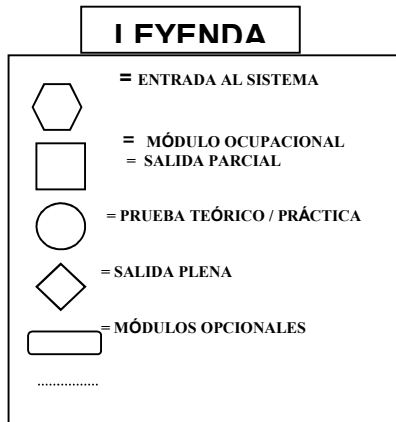 LEYENDA
= ENTRADA AL SISTEMA
= MÓDULO OCUPACIONAL
= SALIDA PARCIAL
= PRUEBA TEÓRICO / PRÁCTICA
= SALIDA PLENA
= MÓDULOS OPCIONALES